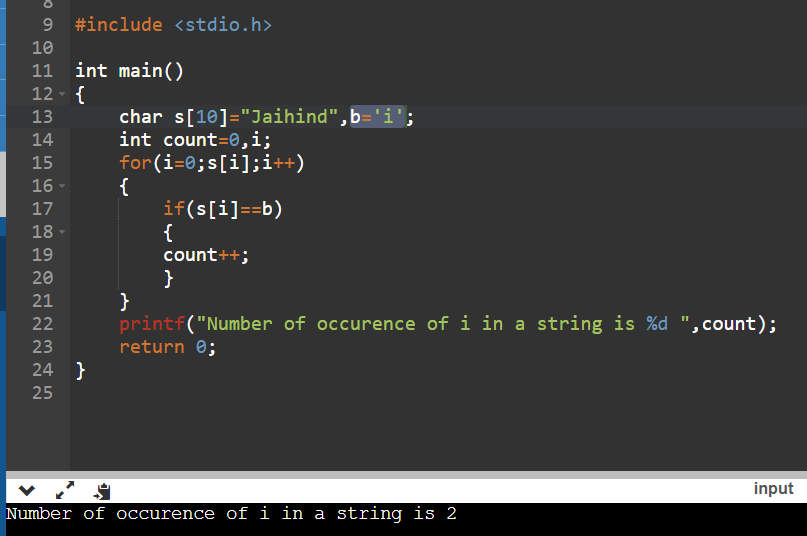 8
9 #include <stdio.h>
10
11 int main()
12 {
13     char s[10]="Jaihind",b='i';
14     int count=0,i;
15     for(i=0;s[i];i++)
16     {
17         if(s[i]==b)
18         {
19         count++;
20         }
21     }
22     printf("Number of occurence of i in a string is %d ",count);
23     return 0;
24 }
25
input
Number of occurence of i in a string is 2